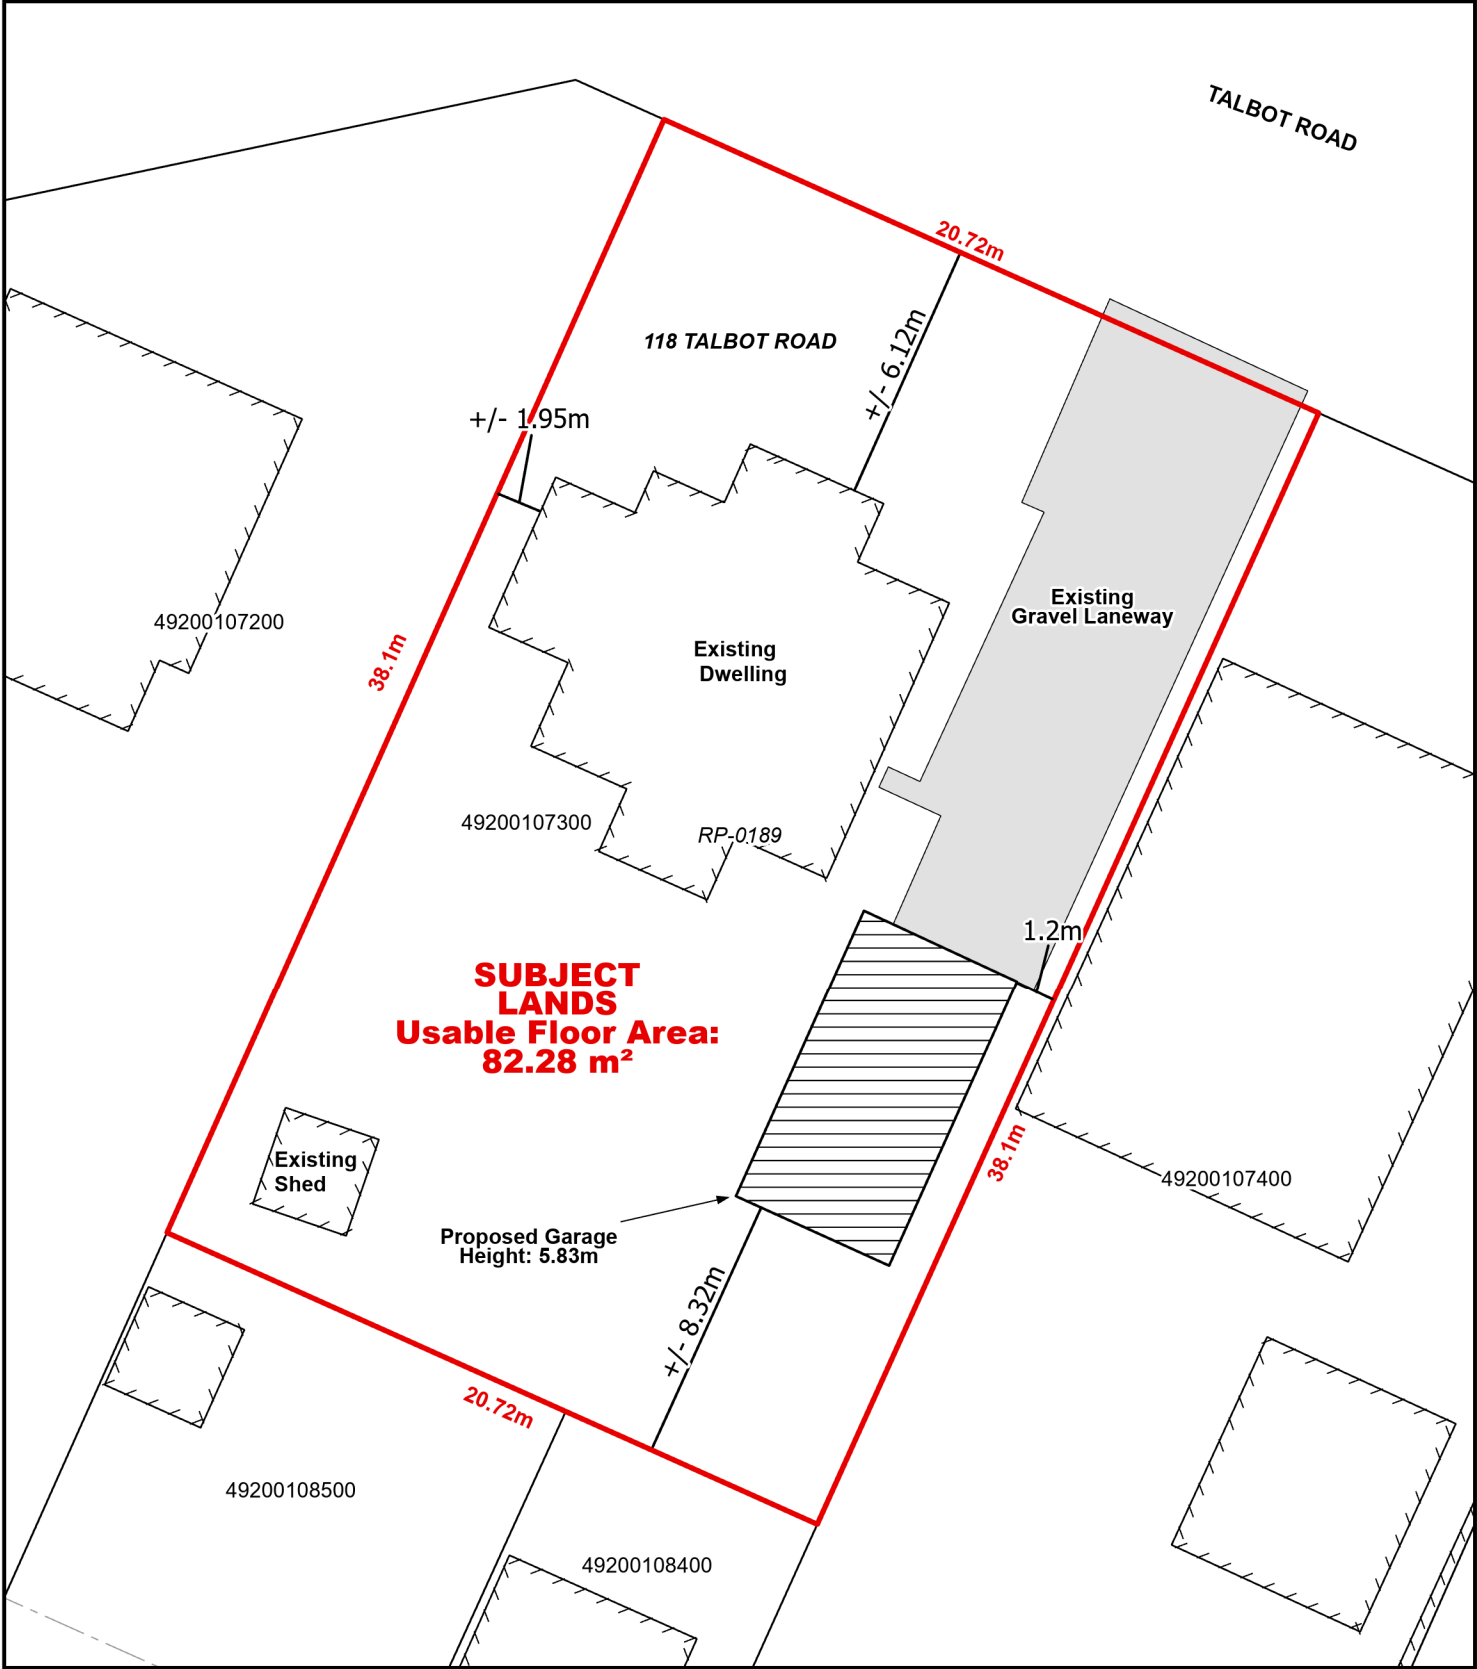 TALBOT ROAD
20.72m
118 TALBOT ROAD
+/- 6.12m
+/- 1.95m
Existing
Gravel Laneway
49200107200
38.1m
Existing
Dwelling
49200107300
RP-0189
1.2m
SUBJECT
LANDS
Usable Floor Area:
82.28 m²
38.1m
Existing
Shed
49200107400
Proposed Garage
Height: 5.83m
+/- 8.32m
20.72m
49200108500
49200108400